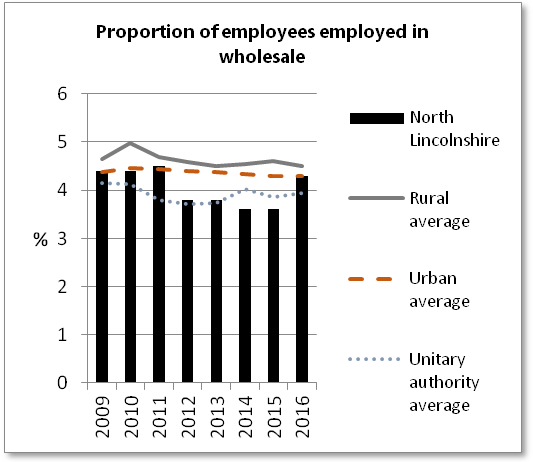 Proportion of employees employed in
wholesale
6
5
4
3
2
1
0
%
2009
2010
2011
2012
2013
2014
2015
2016
North
Lincolnshire
Rural
average
Urban
average
Unitary
authority
average